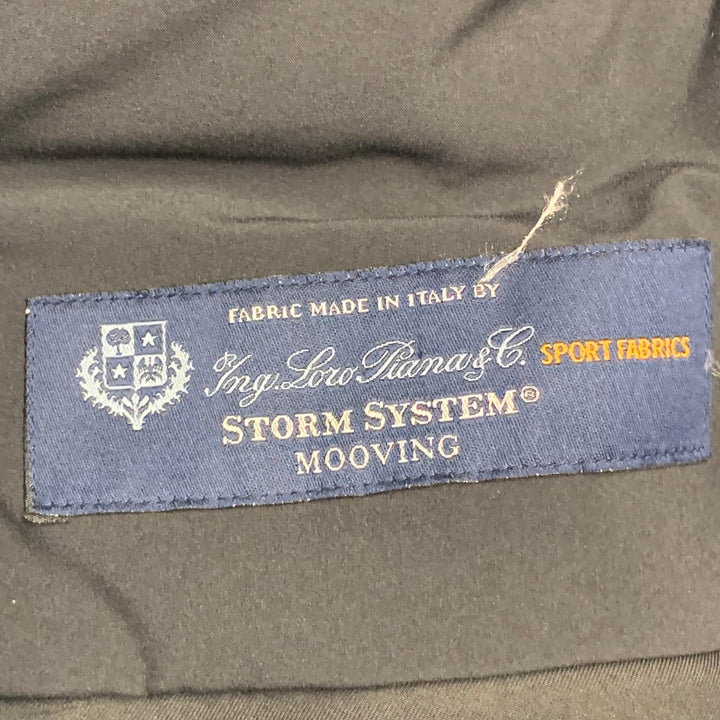 FABRIC MADE IN ITALY BY
Ing. Loro Piana & C. SPORT FABRICS
STORM SYSTEM®
MOOVING